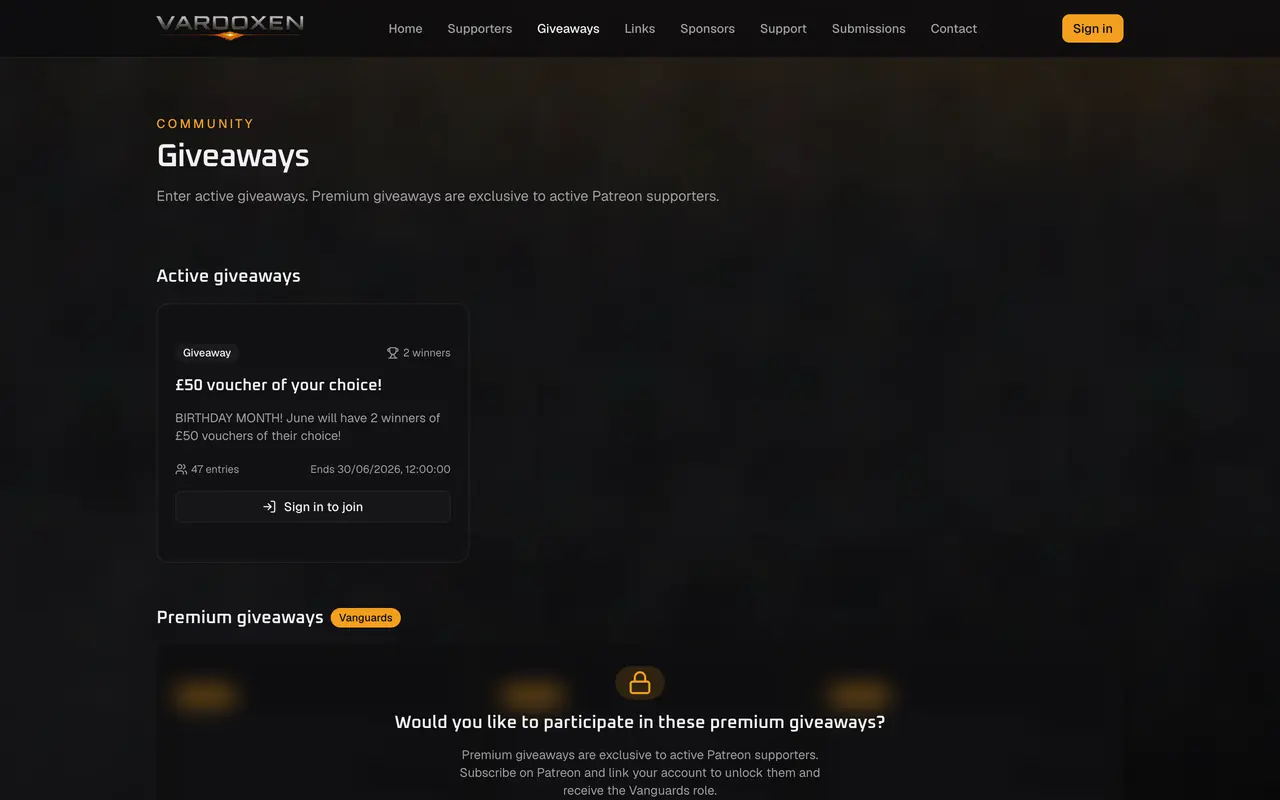 VARDOXEN
Home Supporters Giveaways Links Sponsors Support Submissions Contact Sign in
COMMUNITY
Giveaways
Enter active giveaways. Premium giveaways are exclusive to active Patreon supporters.
Active giveaways
Giveaway 2 winners
£50 voucher of your choice!
BIRTHDAY MONTH! June will have 2 winners of
£50 vouchers of their choice!
47 entries Ends 30/06/2026, 12:00:00
Sign in to join
Premium giveaways Vanguards
Would you like to participate in these premium giveaways?
Premium giveaways are exclusive to active Patreon supporters.
Subscribe on Patreon and link your account to unlock them and
receive the Vanguards role.